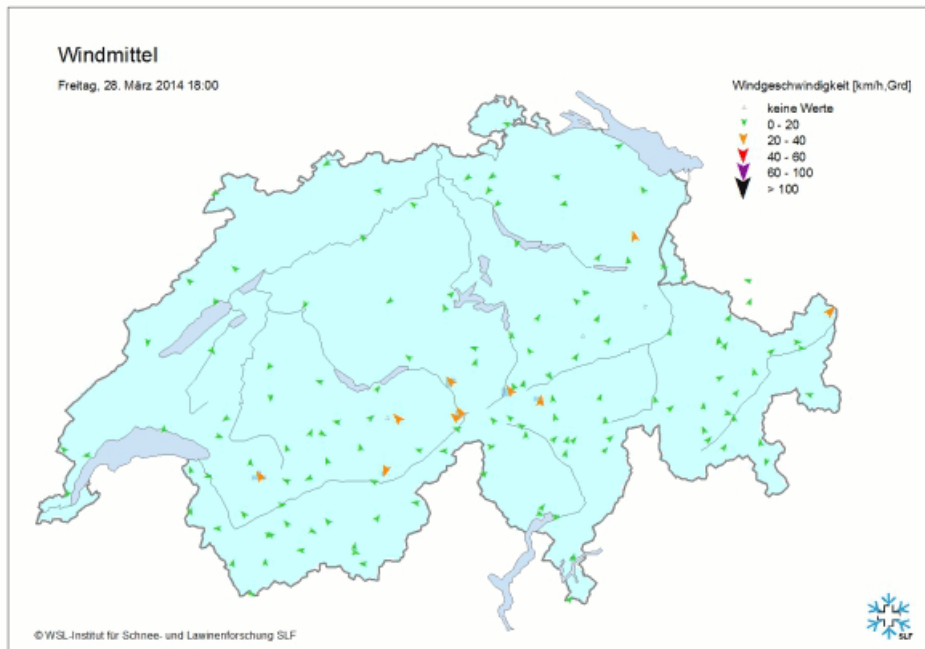 Windmittel
Freitag, 28. März 2014 18:00
Windgeschwindigkeit [km/h,Grd]
keine Werte
0 - 20
20 - 40
40 - 60
60 - 100
> 100
© WSL-Institut für Schnee- und Lawinenforschung SLF
SLF